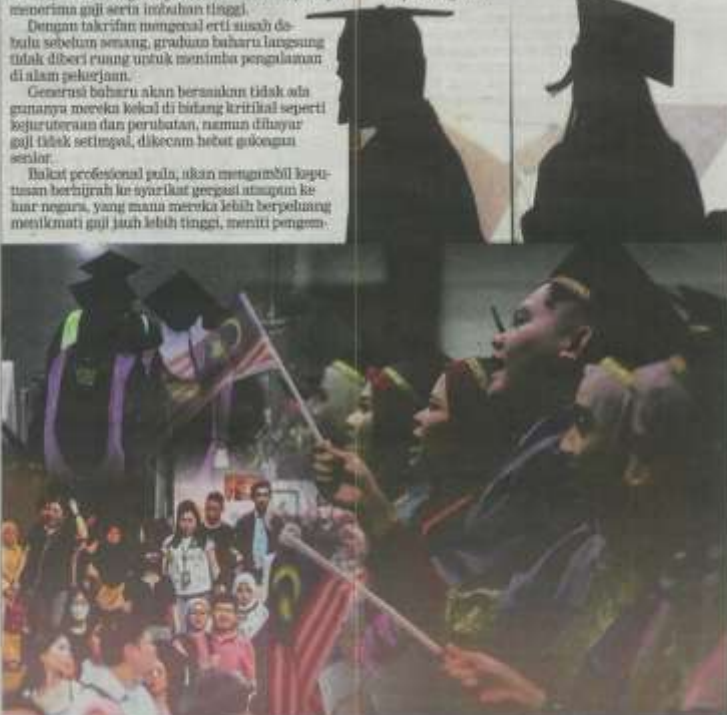 menerima gaji serta imbuhan tinggi.
Dengan takrifan mengenal erti susah da-
hulu sebelum senang, graduan baharu langsung
tidak diberi ruang untuk menimba pengalaman
di alam pekerjaan.
Generasi baharu akan berasakan tidak ada
gunanya mereka kekal di bidang kritikal seperti
kejuruteraan dan perubatan, namun dibayar
gaji tidak setimpal, dikecam hebat golongan
senior.
Bakat profesional pula, akan mengambil kepu-
tusan berhijrah ke syarikat gergasi ataupun ke
luar negara, yang mana mereka lebih berpeluang
menikmati gaji jauh lebih tinggi, meniti pengem-